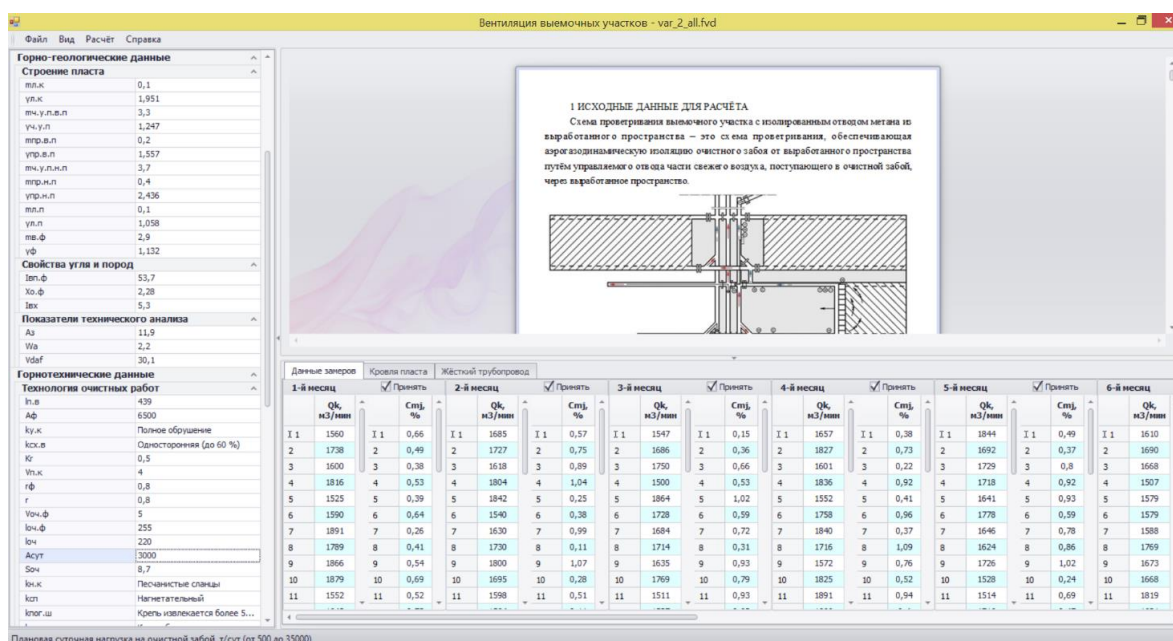 Вентиляция выемочных участков - var_2_all.fvd
Файл Вид Расчёт Справка
Горно-геологические данные
Строение пласта
mл.к 0,1
γл.к 1,951
mч.у.п.в.п 3,3
γч.у.п 1,247
mпр.в.п 0,2
γпр.в.п 1,557
mч.у.п.н.п 3,7
mпр.н.п 0,4
γпр.н.п 2,436
mл.п 0,1
γл.п 1,058
mв.ф 2,9
γф 1,132
Свойства угля и пород
Iвп.ф 53,7
Xо.ф 2,28
Iвх 5,3
Показатели технического анализа
Аз 11,9
Wa 2,2
Vdaf 30,1
Горнотехнические данные
Технология очистных работ
lп.в 439
Аф 6500
kу.к Полное обрушение
kсх.в Односторонняя (до 60 %)
Kr 0,5
Vп.к 4
rф 0,8
r 0,8
Vоч.ф 5
lоч.ф 255
lоч 220
Асут 3000
Sоч 8,7
kн.к Песчанистые сланцы
kсп Нагнетательный
kпог.ш Крепь извлекается более 5...
1 ИСХОДНЫЕ ДАННЫЕ ДЛЯ РАСЧЁТА
Схема проветривания выемочного участка с изолированным отводом метана из
выработанного пространства – это схема проветривания, обеспечивающая
аэрогазодинамическую изоляцию очистного забоя от выработанного пространства
путём управляемого отвода части свежего воздуха, поступающего в очистной забой,
через выработанное пространство.
Данные замеров Кровля пласта Жёсткий трубопровод
1-й месяц Принять 2-й месяц Принять 3-й месяц Принять 4-й месяц Принять 5-й месяц Принять 6-й месяц
Qk, Cmj, Qk, Cmj, Qk, Cmj, Qk, Cmj, Qk, Cmj, Qk,
м3/мин % м3/мин % м3/мин % м3/мин % м3/мин % м3/мин
1 1560 1 0,66 1 1685 1 0,57 1 1547 1 0,15 1 1657 1 0,38 1 1844 1 0,49 1 1610
2 1738 2 0,49 2 1727 2 0,75 2 1686 2 0,36 2 1827 2 0,73 2 1692 2 0,37 2 1690
3 1600 3 0,38 3 1618 3 0,89 3 1750 3 0,66 3 1601 3 0,22 3 1729 3 0,8 3 1668
4 1816 4 0,53 4 1804 4 1,04 4 1500 4 0,53 4 1836 4 0,92 4 1718 4 0,92 4 1507
5 1525 5 0,39 5 1842 5 0,25 5 1864 5 1,02 5 1552 5 0,41 5 1641 5 0,93 5 1579
6 1590 6 0,64 6 1540 6 0,38 6 1728 6 0,59 6 1758 6 0,96 6 1778 6 0,59 6 1579
7 1891 7 0,26 7 1630 7 0,99 7 1684 7 0,72 7 1840 7 0,37 7 1646 7 0,78 7 1588
8 1789 8 0,41 8 1730 8 0,11 8 1714 8 0,31 8 1716 8 1,09 8 1624 8 0,86 8 1769
9 1866 9 0,54 9 1800 9 1,07 9 1635 9 0,93 9 1572 9 0,76 9 1726 9 1,02 9 1673
10 1879 10 0,69 10 1695 10 0,28 10 1769 10 0,79 10 1825 10 0,52 10 1528 10 0,24 10 1668
11 1552 11 0,52 11 1598 11 0,51 11 1511 11 0,93 11 1891 11 0,94 11 1514 11 0,69 11 1819
Плановая суточная нагрузка на очистной забой, т/сут (от 500 до 35000)